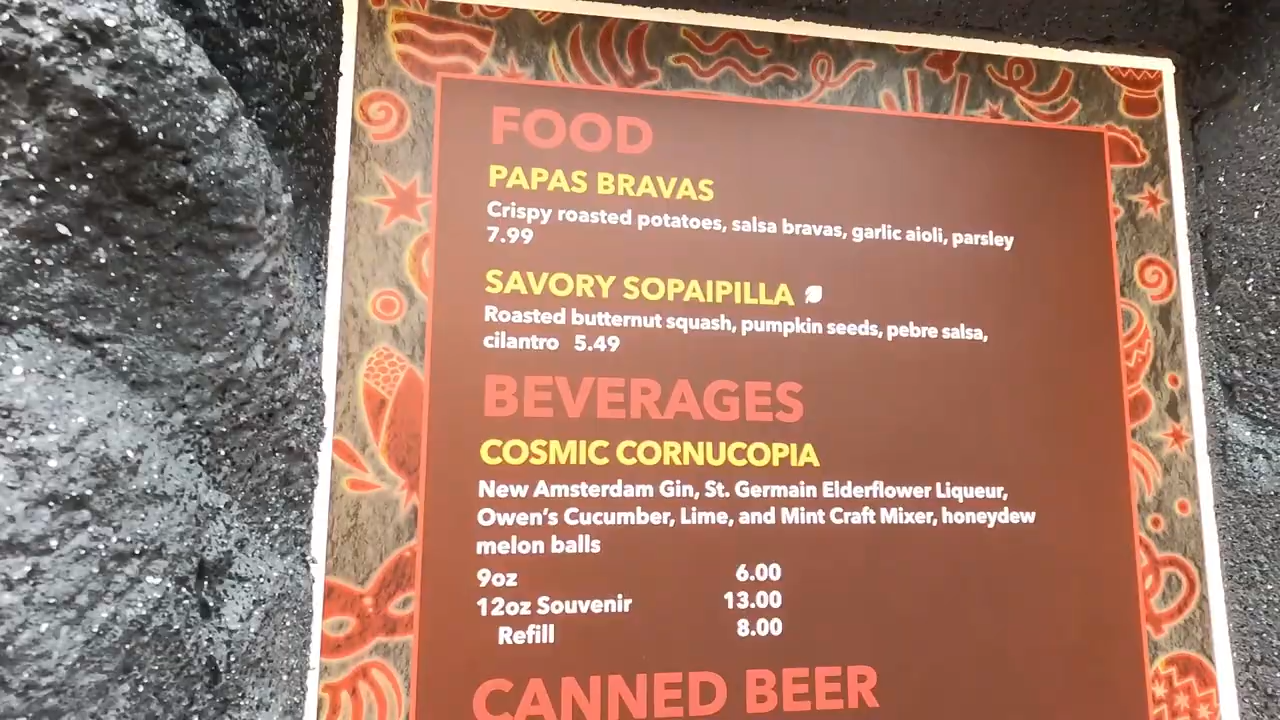 FOOD
PAPAS BRAVAS
Crispy roasted potatoes, salsa bravas, garlic aioli, parsley
7.99
SAVORY SOPAIPILLA
Roasted butternut squash, pumpkin seeds, pebre salsa,
cilantro 5.49
BEVERAGES
COSMIC CORNUCOPIA
New Amsterdam Gin, St. Germain Elderflower Liqueur,
Owen's Cucumber, Lime, and Mint Craft Mixer, honeydew
melon balls
9oz 6.00
12oz Souvenir 13.00
Refill 8.00
CANNED BEER